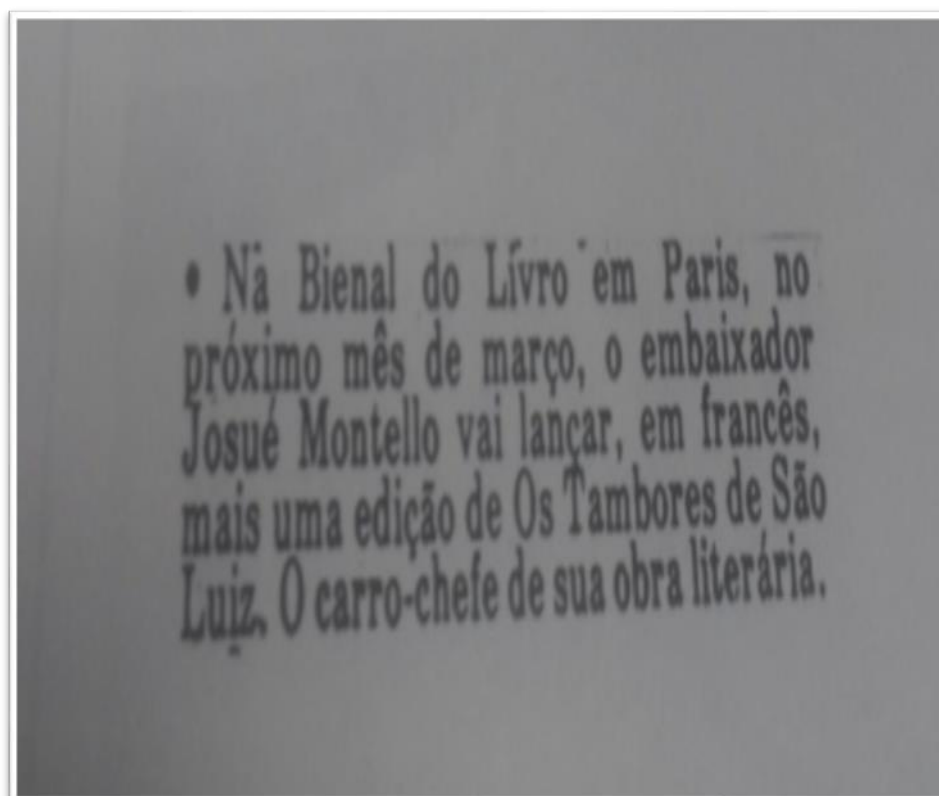 • Na Bienal do Livro em Paris, no
próximo mês de março, o embaixador
Josué Montello vai lançar, em francês,
mais uma edição de Os Tambores de São
Luiz. O carro-chefe de sua obra literária.